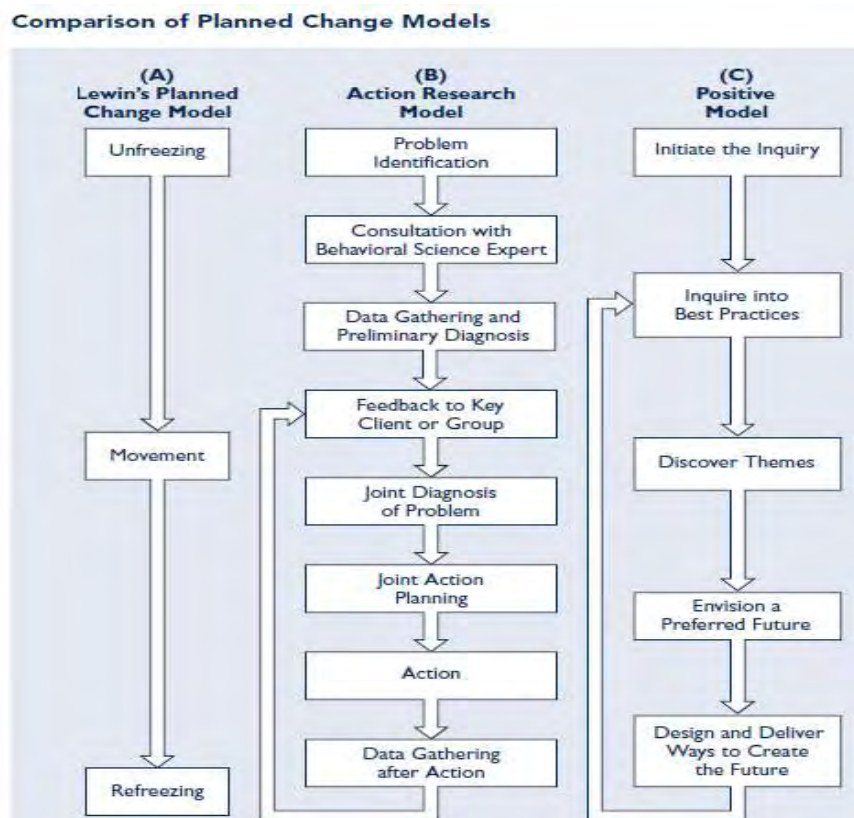 Comparison of Planned Change Models
(A)
Lewin's Planned
Change Model
Unfreezing
Movement
Refreezing
(B)
Action Research
Model
Problem
Identification
Consultation with
Behavioral Science Expert
Data Gathering and
Preliminary Diagnosis
Feedback to Key
Client or Group
Joint Diagnosis
of Problem
Joint Action
Planning
Action
Data Gathering
after Action
(C)
Positive
Model
Initiate the Inquiry
Inquire into
Best Practices
Discover Themes
Envision a
Preferred Future
Design and Deliver
Ways to Create
the Future